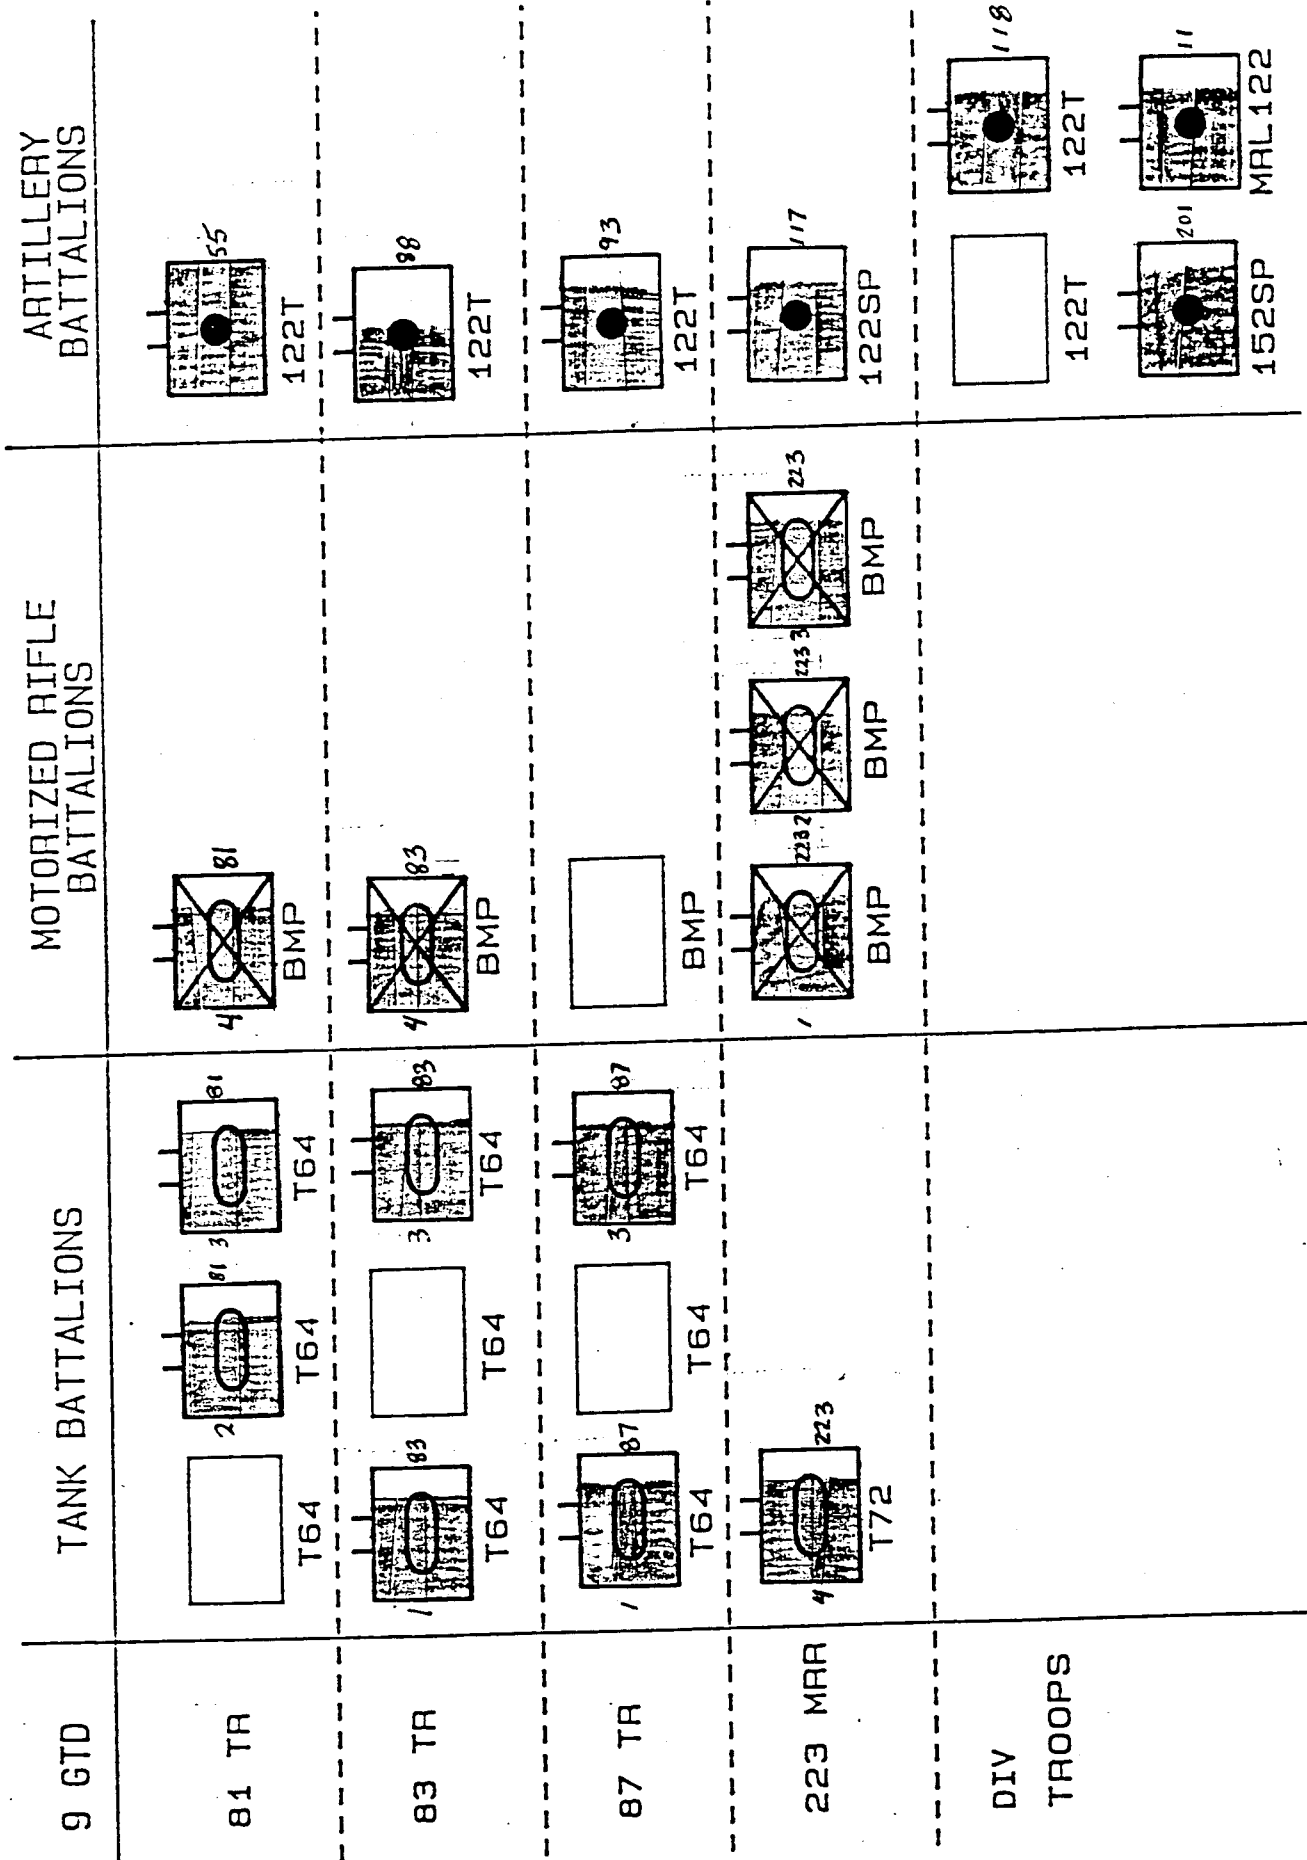 9 GTD
TANK BATTALIONS
MOTORIZED RIFLE
BATTALIONS
ARTILLERY
BATTALIONS
81 TR
T64
2 81
T64
3 81
T64
4 81
BMP
55
122T
83 TR
1 83
T64
T64
3 83
T64
4 83
BMP
88
122T
87 TR
1 87
T64
T64
3 87
T64
BMP
93
122T
223 MRR
4 223
T72
1 223
BMP
2 223
BMP
3 223
BMP
117
122SP
DIV
TROOPS
122T
118
122T
201
152SP
11
MRL122